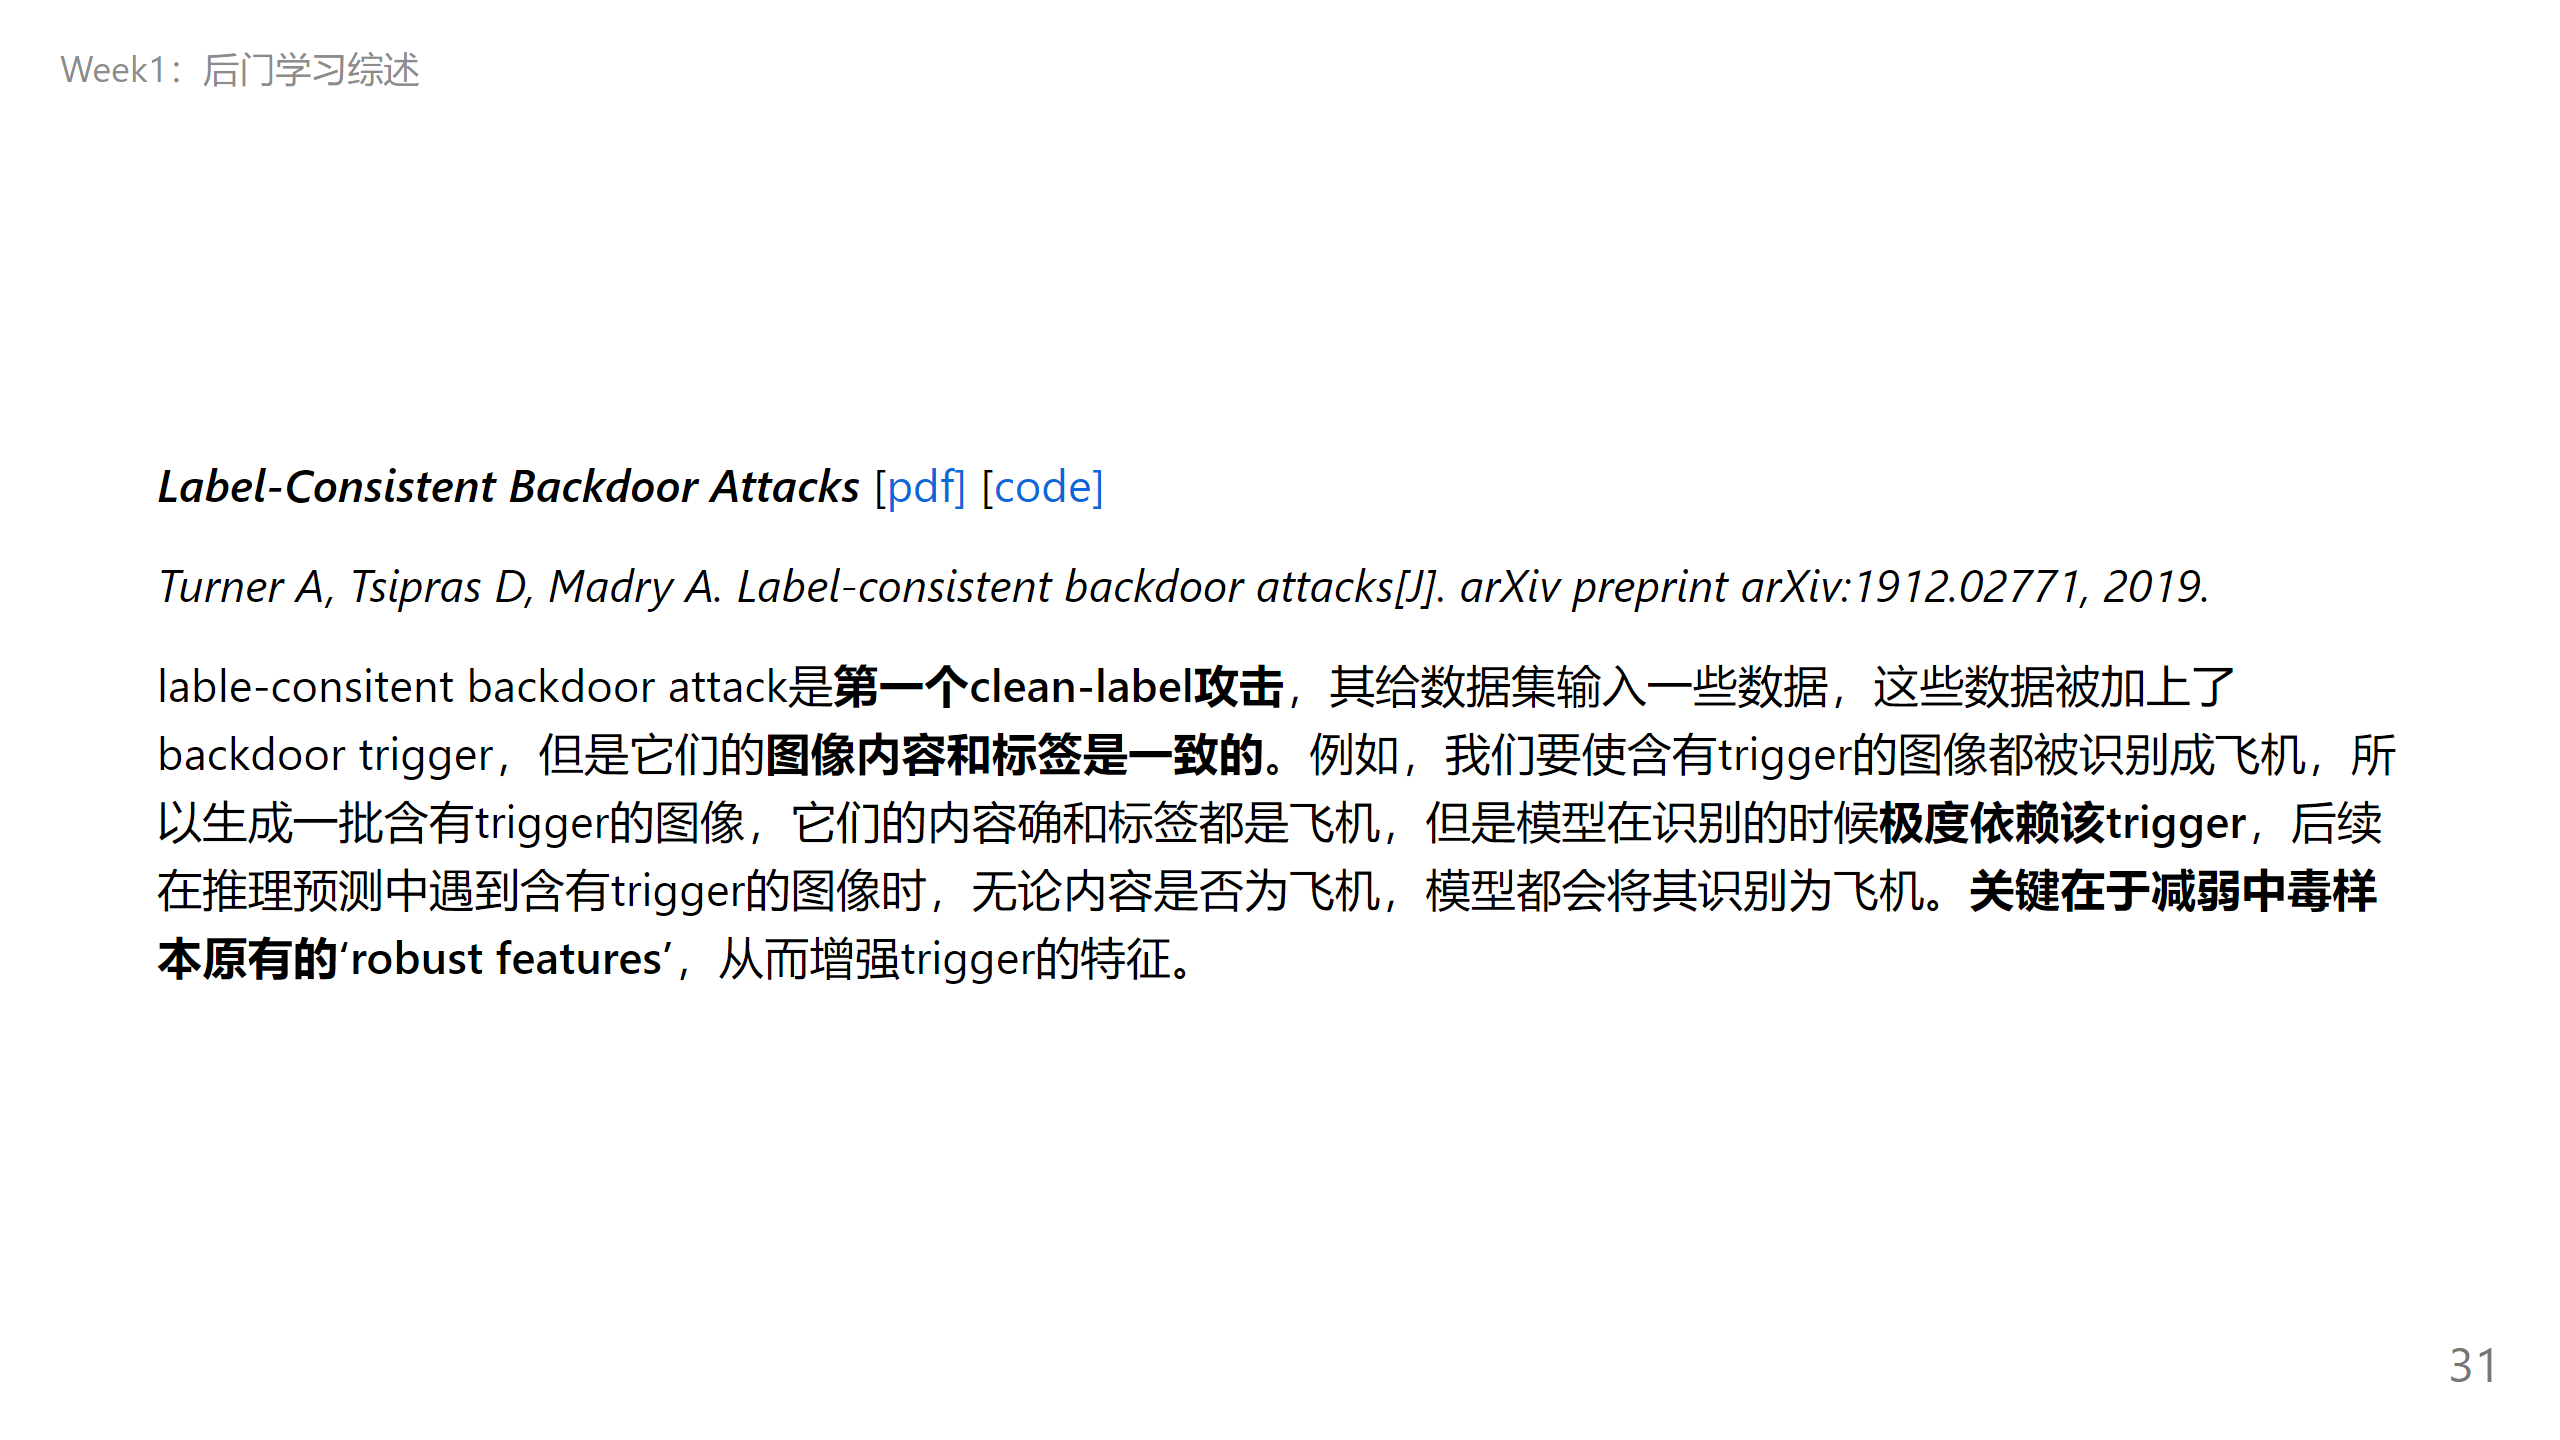 Week1：后门学习综述
Label-Consistent Backdoor Attacks [pdf] [code]
Turner A, Tsipras D, Madry A. Label-consistent backdoor attacks[J]. arXiv preprint arXiv:1912.02771, 2019.
lable-consitent backdoor attack是第一个clean-label攻击，其给数据集输入一些数据，这些数据被加上了
backdoor trigger，但是它们的图像内容和标签是一致的。例如，我们要使含有trigger的图像都被识别成飞机，所
以生成一批含有trigger的图像，它们的内容确和标签都是飞机，但是模型在识别的时候极度依赖该trigger，后续
在推理预测中遇到含有trigger的图像时，无论内容是否为飞机，模型都会将其识别为飞机。关键在于减弱中毒样
本原有的‘robust features’，从而增强trigger的特征。
31